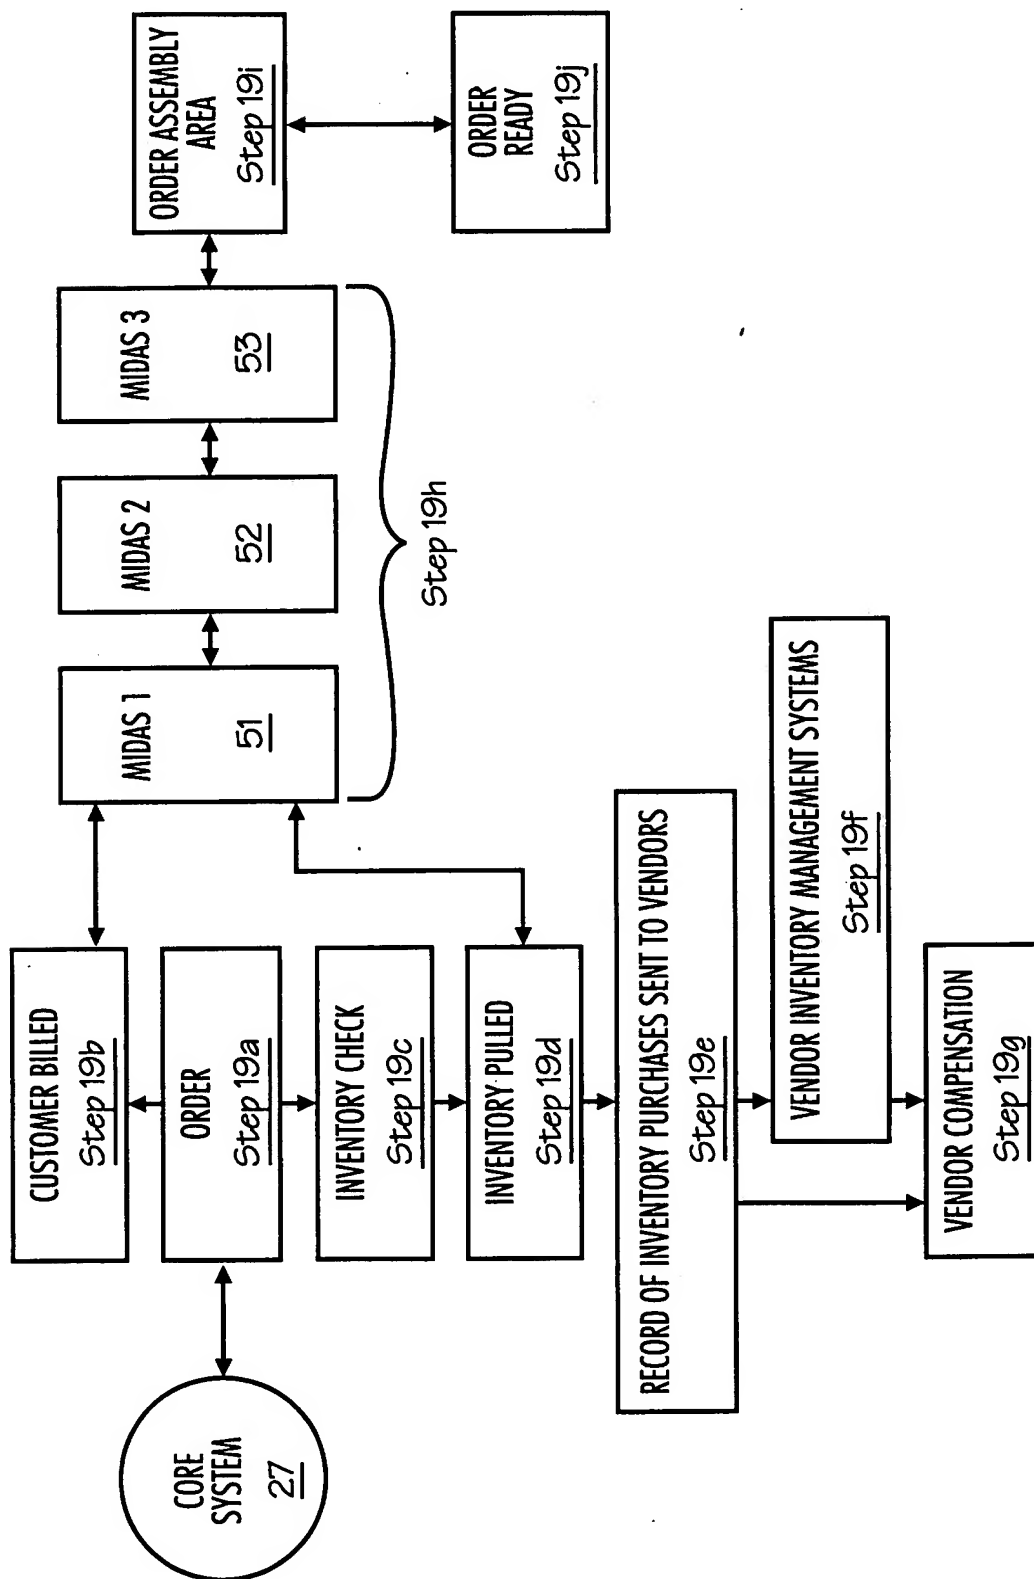 CUSTOMER BILLED
Step 19b
ORDER
Step 19a
INVENTORY CHECK
Step 19c
INVENTORY PULLED
Step 19d
RECORD OF INVENTORY PURCHASES SENT TO VENDORS
Step 19e
VENDOR INVENTORY MANAGEMENT SYSTEMS
Step 19f
VENDOR COMPENSATION
Step 19g
CORE
SYSTEM
27
MIDAS 1
51
MIDAS 2
52
MIDAS 3
53
Step 19h
ORDER ASSEMBLY
AREA
Step 19i
ORDER
READY
Step 19j